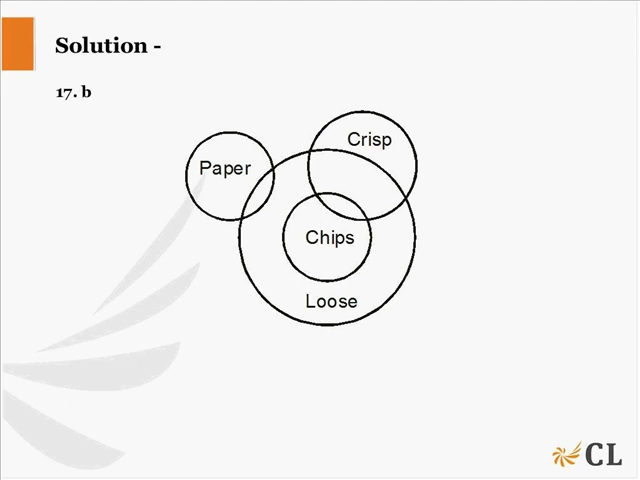 Solution -
17. b
Crisp
Paper
Chips
Loose
CL